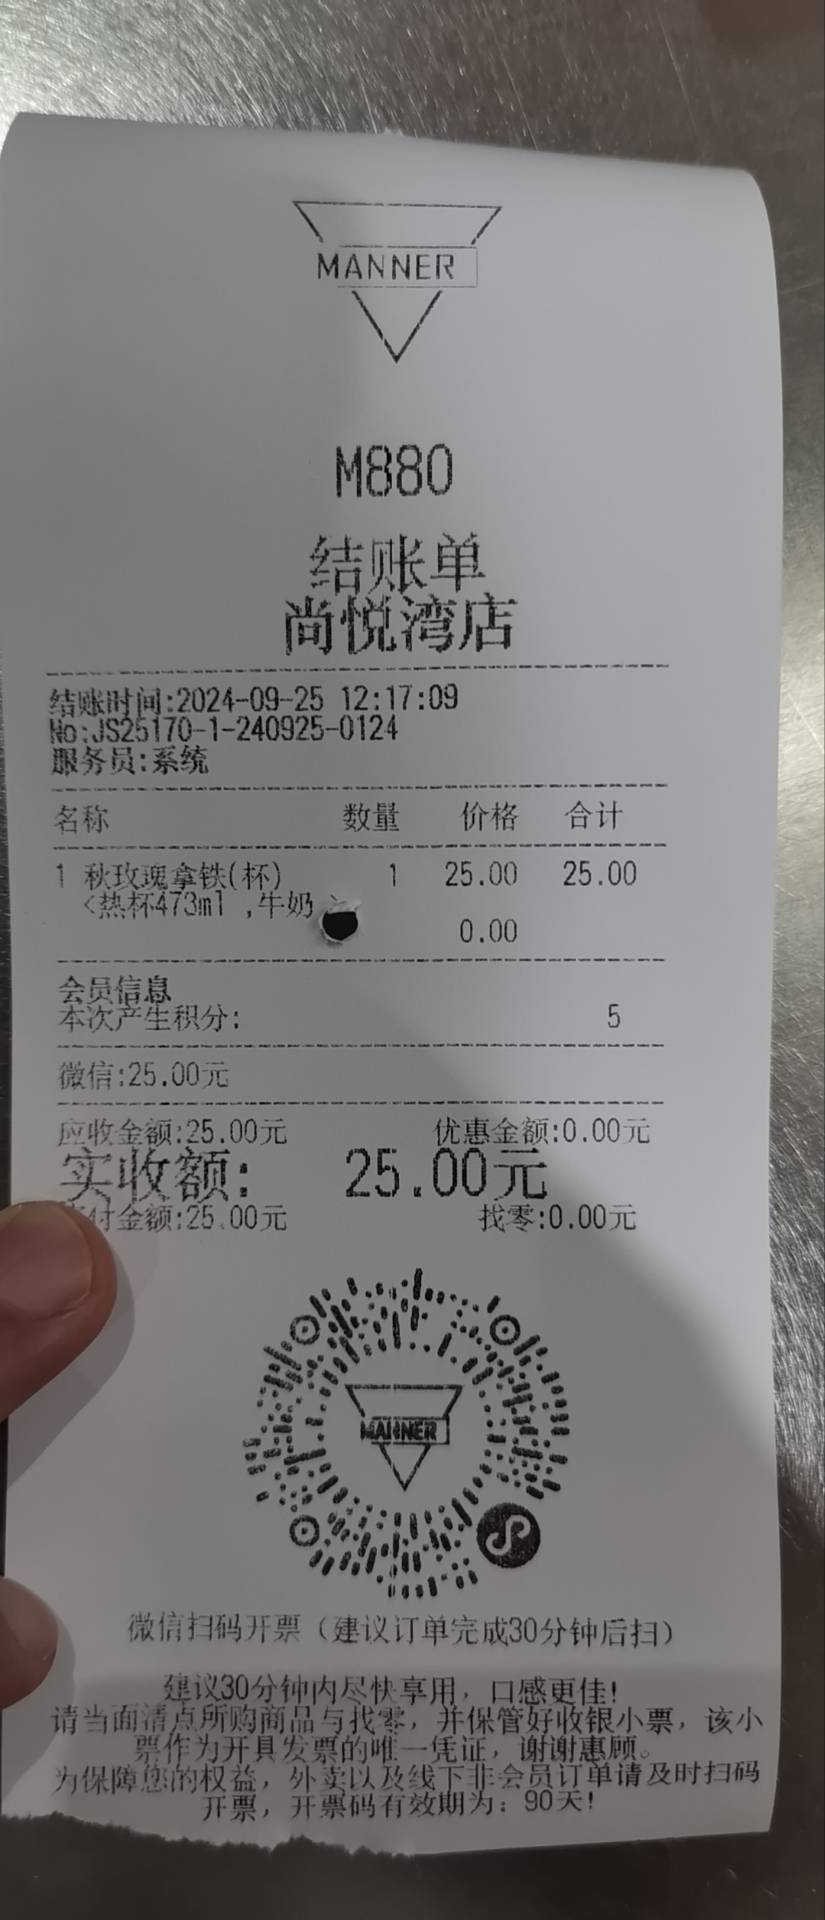 MANNER
M880
结账单
尚悦湾店
结账时间:2024-09-25 12:17:09
No:JS25170-1-240925-0124
服务员:系统
名称 数量 价格 合计
1 秋玫瑰拿铁(杯) 1 25.00 25.00
<热杯473ml ,牛奶
0.00
会员信息
本次产生积分: 5
微信:25.00元
应收金额:25.00元 优惠金额:0.00元
实收额: 25.00元
付金额:25.00元 找零:0.00元
MANNER
微信扫码开票（建议订单完成30分钟后扫）
建议30分钟内尽快享用，口感更佳!
请当面清点所购商品与找零，并保管好收银小票，该小
票作为开具发票的唯一凭证，谢谢惠顾。
为保障您的权益，外卖以及线下非会员订单请及时扫码
开票，开票码有效期为：90天!